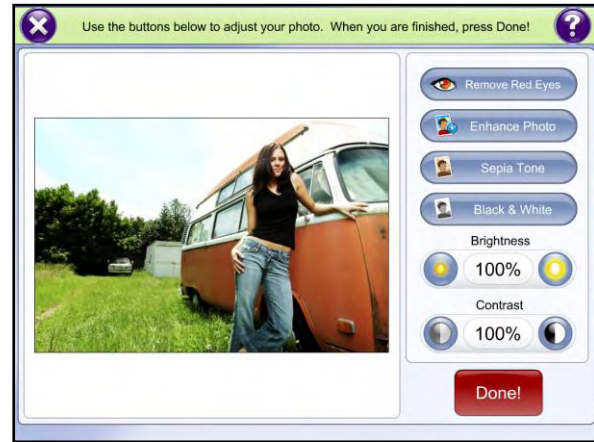 Use the buttons below to adjust your photo. When you are finished, press Done!
?
Remove Red Eyes
Enhance Photo
Sepia Tone
Black & White
Brightness
100%
Contrast
100%
Done!